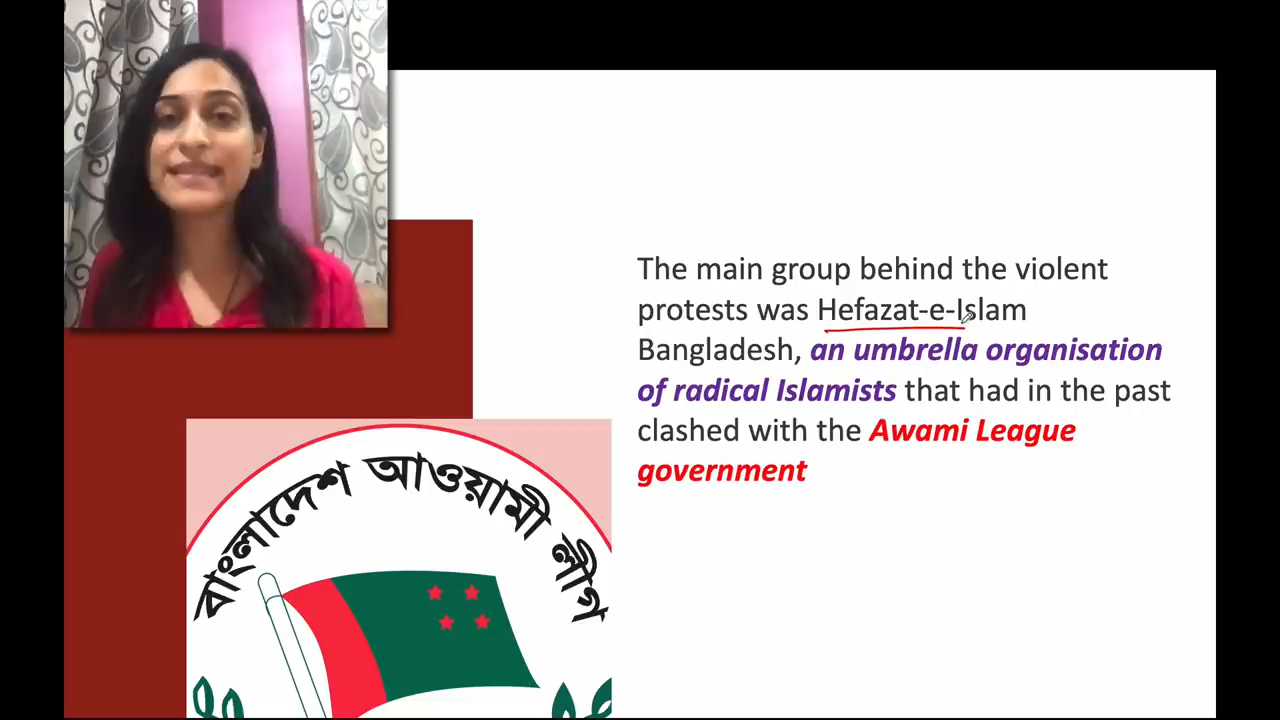 The main group behind the violent
protests was Hefazat-e-Islam
Bangladesh, an umbrella organisation
of radical Islamists that had in the past
clashed with the Awami League
government
বাংলাদেশ আওয়ামী লীগ